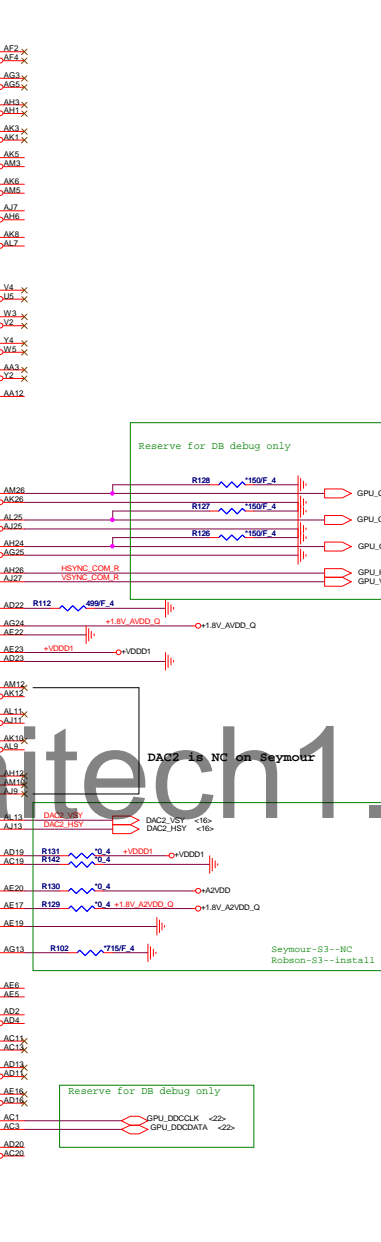 AF2
AF4
AG3
AG5
AH3
AH1
AK3
AK1
AK5
AM3
AK6
AM5
AJ7
AH6
AK8
AL7
V4
U5
W3
V2
Y4
W5
AA3
Y2
AA12
Reserve for DB debug only
R128 *150/F_4
AM26
AK26
R127 *150/F_4
AL25
AJ25
R126 *150/F_4
AH24
AG25
AH26 HSYNC_COM_R
AJ27 VSYNC_COM_R
AD22 R112 499/F_4
AG24 +1.8V_AVDD_Q +1.8V_AVDD_Q
AE22
AE23 +VDDD1 +VDDD1
AD23
AM12
AK12
AL11
AJ11
AK10
AL9
DAC2 is NC on Seymour
AH12
AM10
AJ9
itech1.
AL13 DAC2_VSY DAC2_VSY <16>
AJ13 DAC2_HSY DAC2_HSY <16>
AD19 R131 *0_4 +VDDD1 +VDDD1
AC19 R142 *0_4
AE20 R130 *0_4 +A2VDD
AE17 R129 *0_4 +1.8V_A2VDD_Q +1.8V_A2VDD_Q
AE19
AG13 R102 *715/F_4
Seymour-S3--NC
Robson-S3--install
AE6
AE5
AD2
AD4
AC11
AC13
AD13
AD11
AE16
AD16
Reserve for DB debug only
AC1 GPU_DDCCLK <22>
AC3 GPU_DDCDATA <22>
AD20
AC20